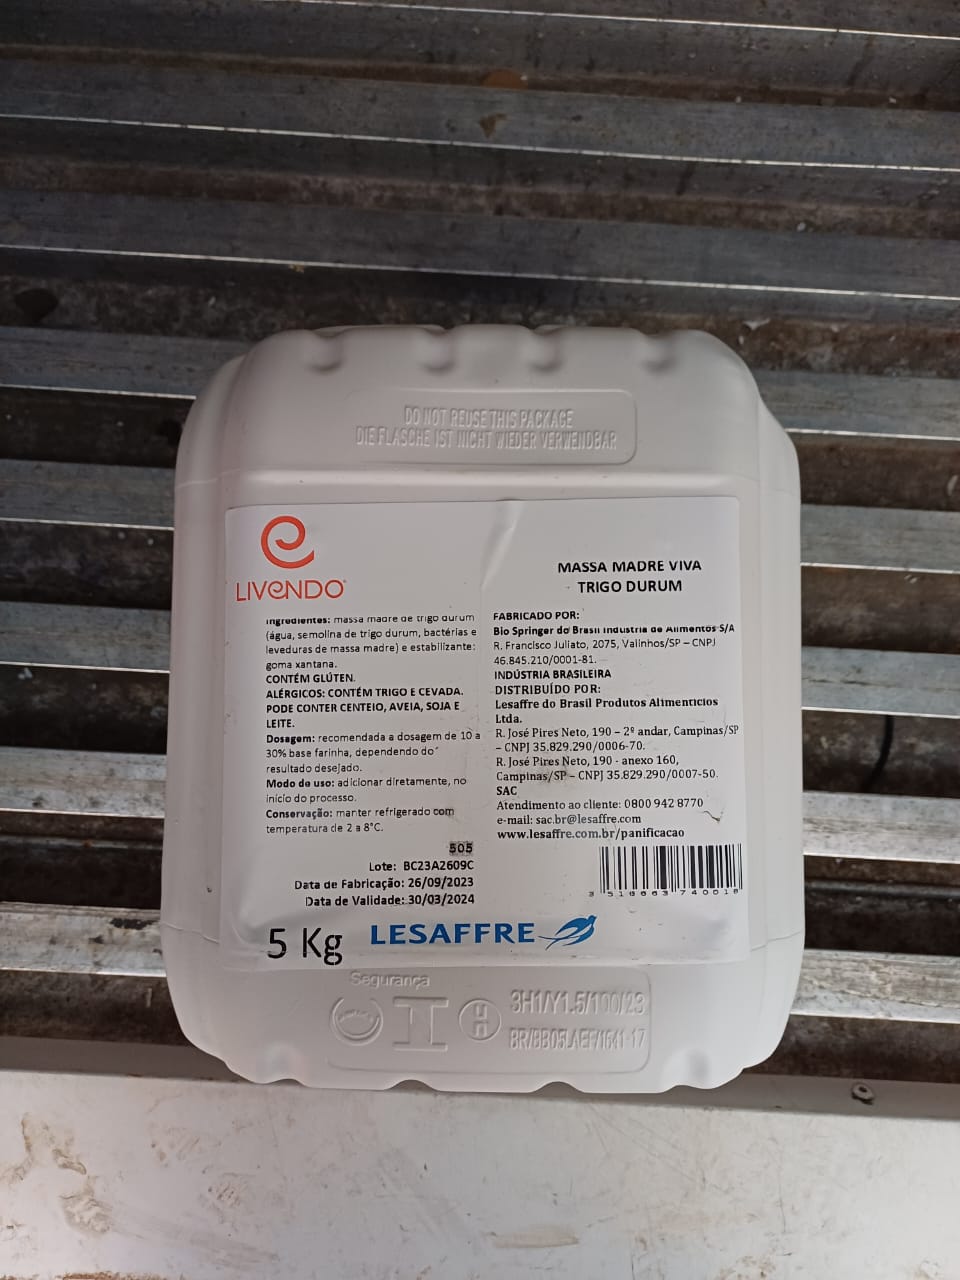 DO NOT REUSE THIS PACKAGE
DIE FLASCHE IST NICHT WIEDER VERWENDBAR
LIVENDO
MASSA MADRE VIVA
TRIGO DURUM
Ingredientes: massa madre de trigo durum
(água, semolina de trigo durum, bactérias e
leveduras de massa madre) e estabilizante:
goma xantana.
CONTÉM GLÚTEN.
ALÉRGICOS: CONTÉM TRIGO E CEVADA.
PODE CONTER CENTEIO, AVEIA, SOJA E
LEITE.
Dosagem: recomendada a dosagem de 10 a
30% base farinha, dependendo do
resultado desejado.
Modo de uso: adicionar diretamente, no
início do processo.
Conservação: manter refrigerado com
temperatura de 2 a 8°C.
505
Lote: BC23A2609C
Data de Fabricação: 26/09/2023
Data de Validade: 30/03/2024
FABRICADO POR:
Bio Springer do Brasil Indústria de Alimentos S/A
R. Francisco Juliato, 2075, Valinhos/SP – CNPJ
46.845.210/0001-81.
INDÚSTRIA BRASILEIRA
DISTRIBUÍDO POR:
Lesaffre do Brasil Produtos Alimentícios
Ltda.
R. José Pires Neto, 190 – 2º andar, Campinas/SP
– CNPJ 35.829.290/0006-70.
R. José Pires Neto, 190 - anexo 160,
Campinas/SP – CNPJ 35.829.290/0007-50.
SAC
Atendimento ao cliente: 0800 942 8770
e-mail: sac.br@lesaffre.com
www.lesaffre.com.br/panificacao
3 516663 740018
5 Kg
LESAFFRE
Segurança
H
3H1/Y1.5/100/23
BR/BB05LAEF/1641-17